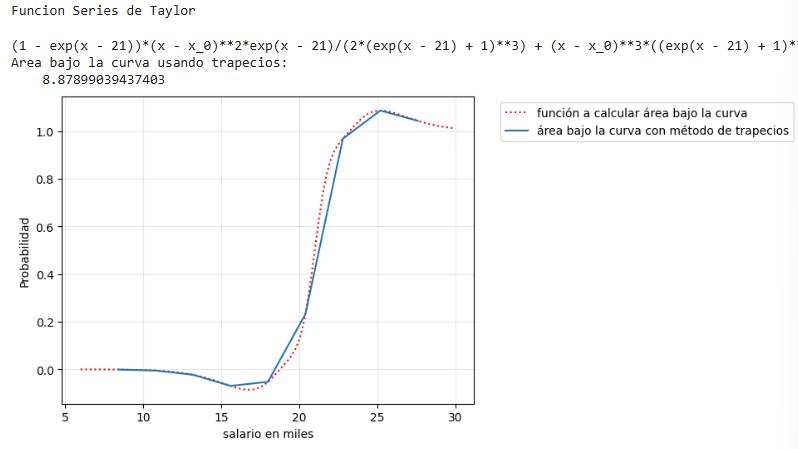 Funcion Series de Taylor
(1 - exp(x - 21))*(x - x_0)**2*exp(x - 21)/(2*(exp(x - 21) + 1)**3) + (x - x_0)**3*((exp(x - 21) + 1)*
Area bajo la curva usando trapecios:
8.87899039437403
función a calcular área bajo la curva
área bajo la curva con método de trapecios
1.0
0.8
0.6
0.4
0.2
0.0
Probabilidad
5 10 15 20 25 30
salario en miles